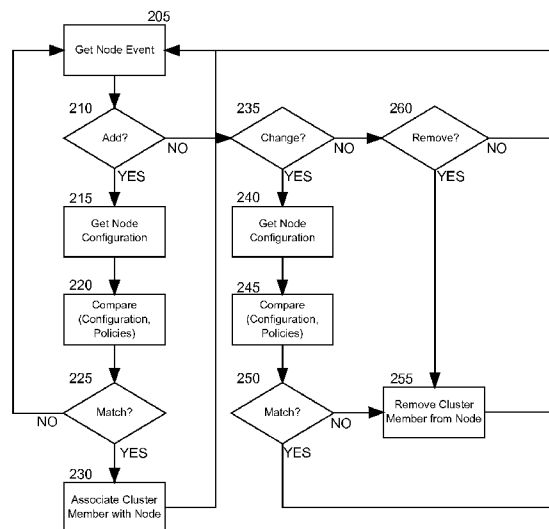 205
Get Node Event
210
Add?
NO
YES
235
Change?
NO
YES
260
Remove?
NO
YES
215
Get Node
Configuration
240
Get Node
Configuration
220
Compare
(Configuration,
Policies)
245
Compare
(Configuration,
Policies)
225
Match?
NO
YES
250
Match?
NO
YES
255
Remove Cluster
Member from Node
230
Associate Cluster
Member with Node